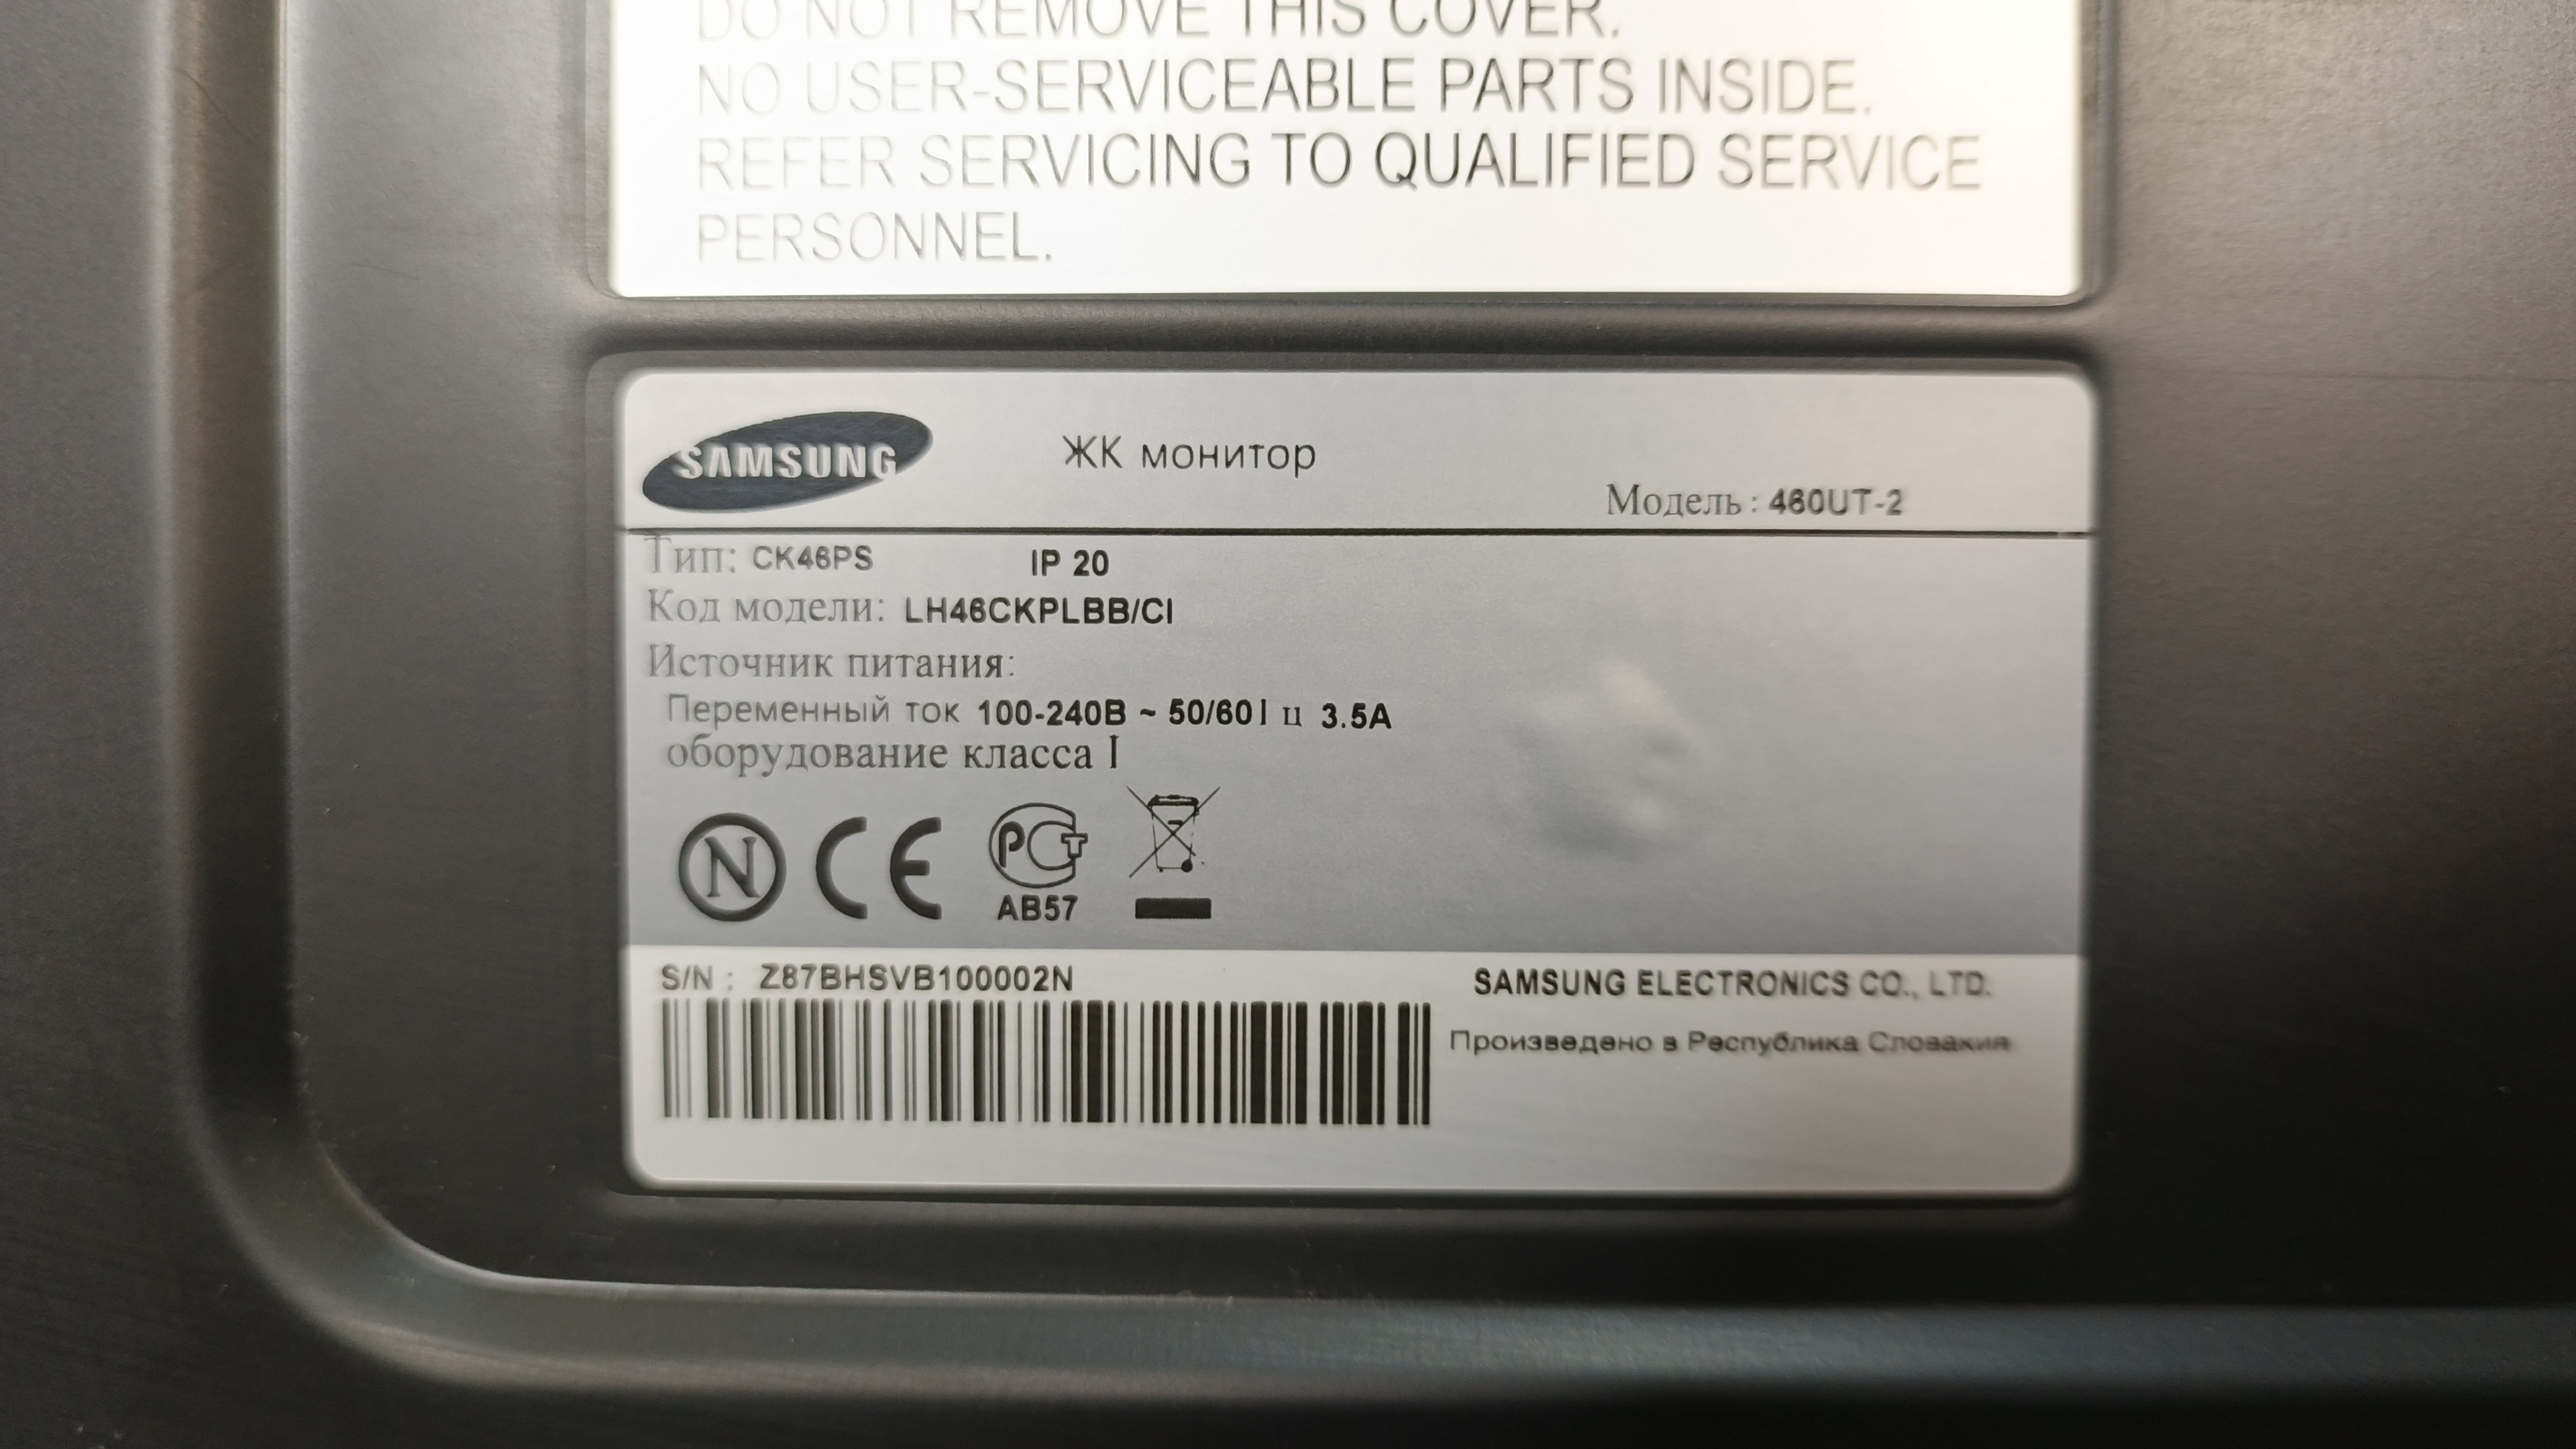 DO NOT REMOVE THIS COVER.
NO USER-SERVICEABLE PARTS INSIDE.
REFER SERVICING TO QUALIFIED SERVICE
PERSONNEL.
SAMSUNG
ЖК монитор
Модель : 460UT-2
Тип: CK46PS IP 20
Код модели: LH46CKPLBB/CI
Источник питания:
Переменный ток 100-240В ~ 50/60Гц 3.5A
оборудование класса I
N CE РСТ
АВ57
S/N : Z87BHSVB100002N
SAMSUNG ELECTRONICS CO., LTD.
Произведено в Республика Словакия